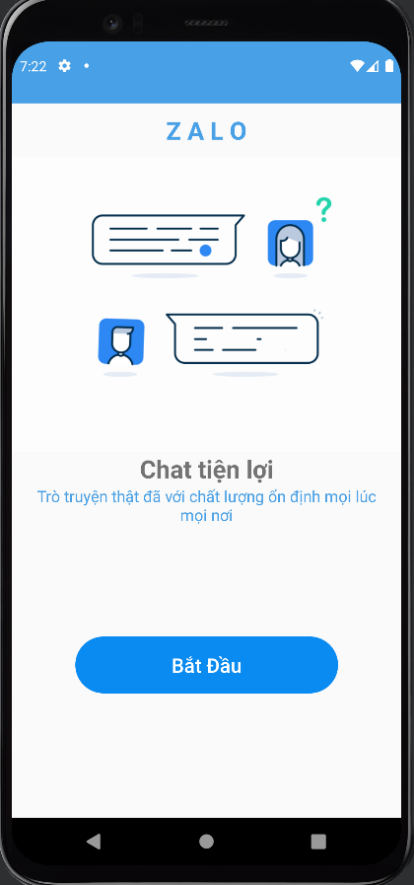 7:22
ZALO
?
Chat tiện lợi
Trò truyện thật đã với chất lượng ổn định mọi lúc
mọi nơi
Bắt Đầu